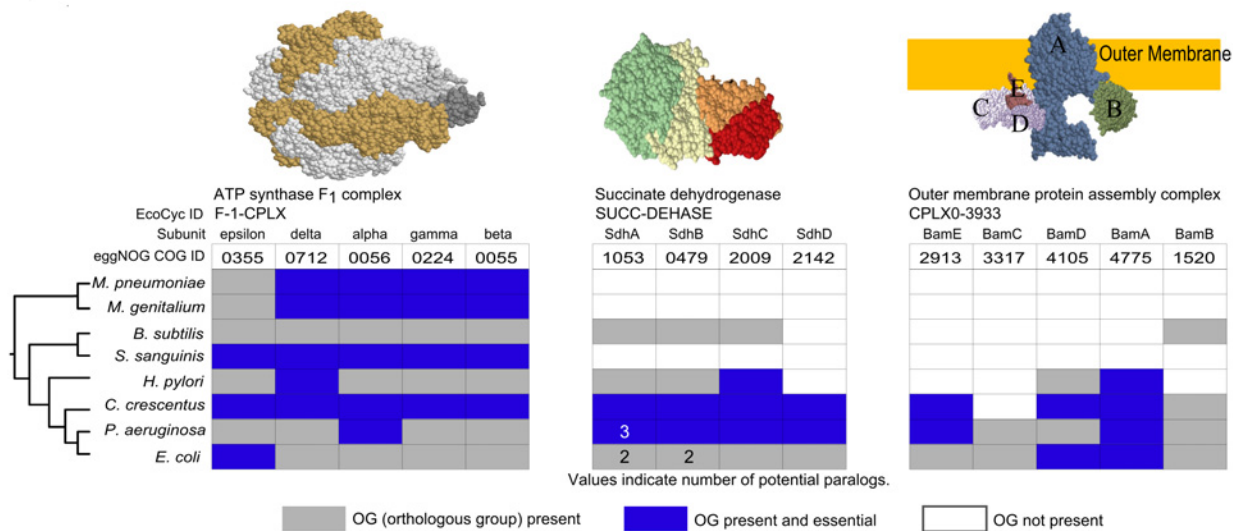 A
Outer Membrane
E
C
B
D
ATP synthase F1 complex
Succinate dehydrogenase
Outer membrane protein assembly complex
EcoCyc ID F-1-CPLX
SUCC-DEHASE
CPLX0-3933
Subunit epsilon delta alpha gamma beta SdhA SdhB SdhC SdhD BamE BamC BamD BamA BamB
eggNOG COG ID 0355 0712 0056 0224 0055 1053 0479 2009 2142 2913 3317 4105 4775 1520
M. pneumoniae
M. genitalium
B. subtilis
S. sanguinis
H. pylori
C. crescentus
P. aeruginosa 3
E. coli 2 2
Values indicate number of potential paralogs.
OG (orthologous group) present OG present and essential OG not present